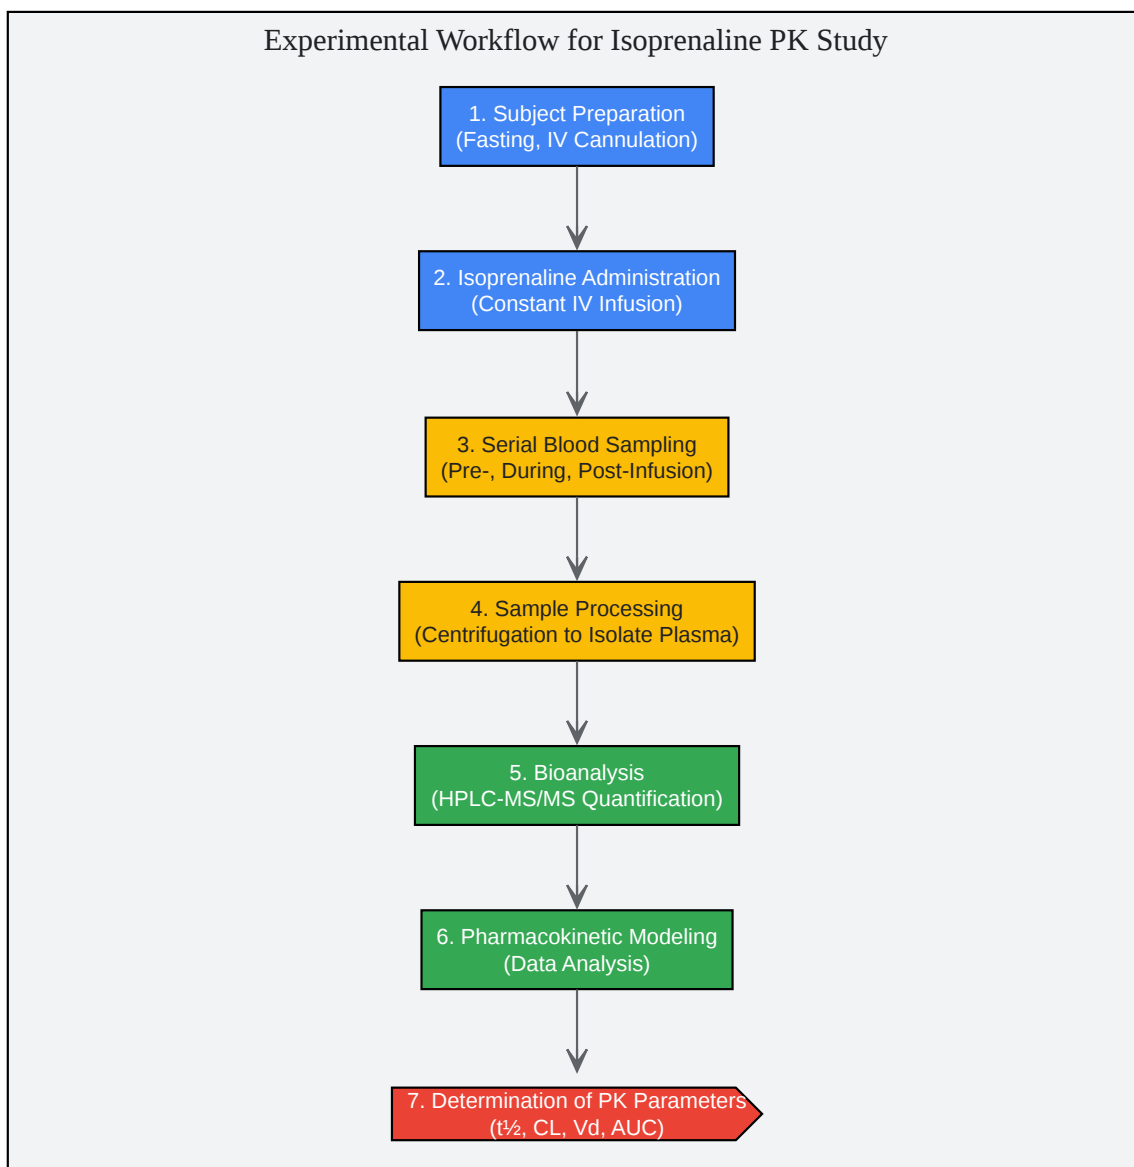 Experimental Workflow for Isoprenaline PK Study
1. Subject Preparation
(Fasting, IV Cannulation)
2. Isoprenaline Administration
(Constant IV Infusion)
3. Serial Blood Sampling
(Pre-, During, Post-Infusion)
4. Sample Processing
(Centrifugation to Isolate Plasma)
5. Bioanalysis
(HPLC-MS/MS Quantification)
6. Pharmacokinetic Modeling
(Data Analysis)
7. Determination of PK Parameters
(t½, CL, Vd, AUC)